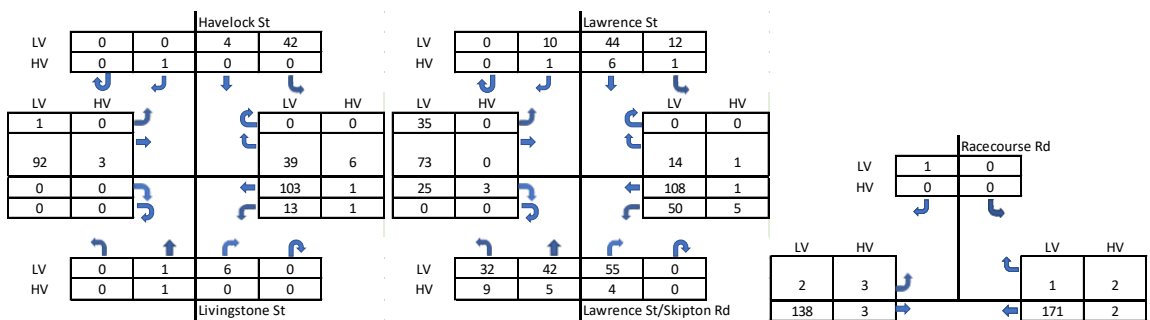 Havelock St
LV 0 0 4 42
HV 0 1 0 0
LV HV
1 0
92 3
0 0
0 0
LV HV
0 0
39 6
103 1
13 1
LV 0 1 6 0
HV 0 1 0 0
Livingstone St
Lawrence St
LV 0 10 44 12
HV 0 1 6 1
LV HV
35 0
73 0
25 3
0 0
LV HV
0 0
14 1
108 1
50 5
LV 32 42 55 0
HV 9 5 4 0
Lawrence St/Skipton Rd
Racecourse Rd
LV 1 0
HV 0 0
LV HV
2 3
138 3
LV HV
1 2
171 2